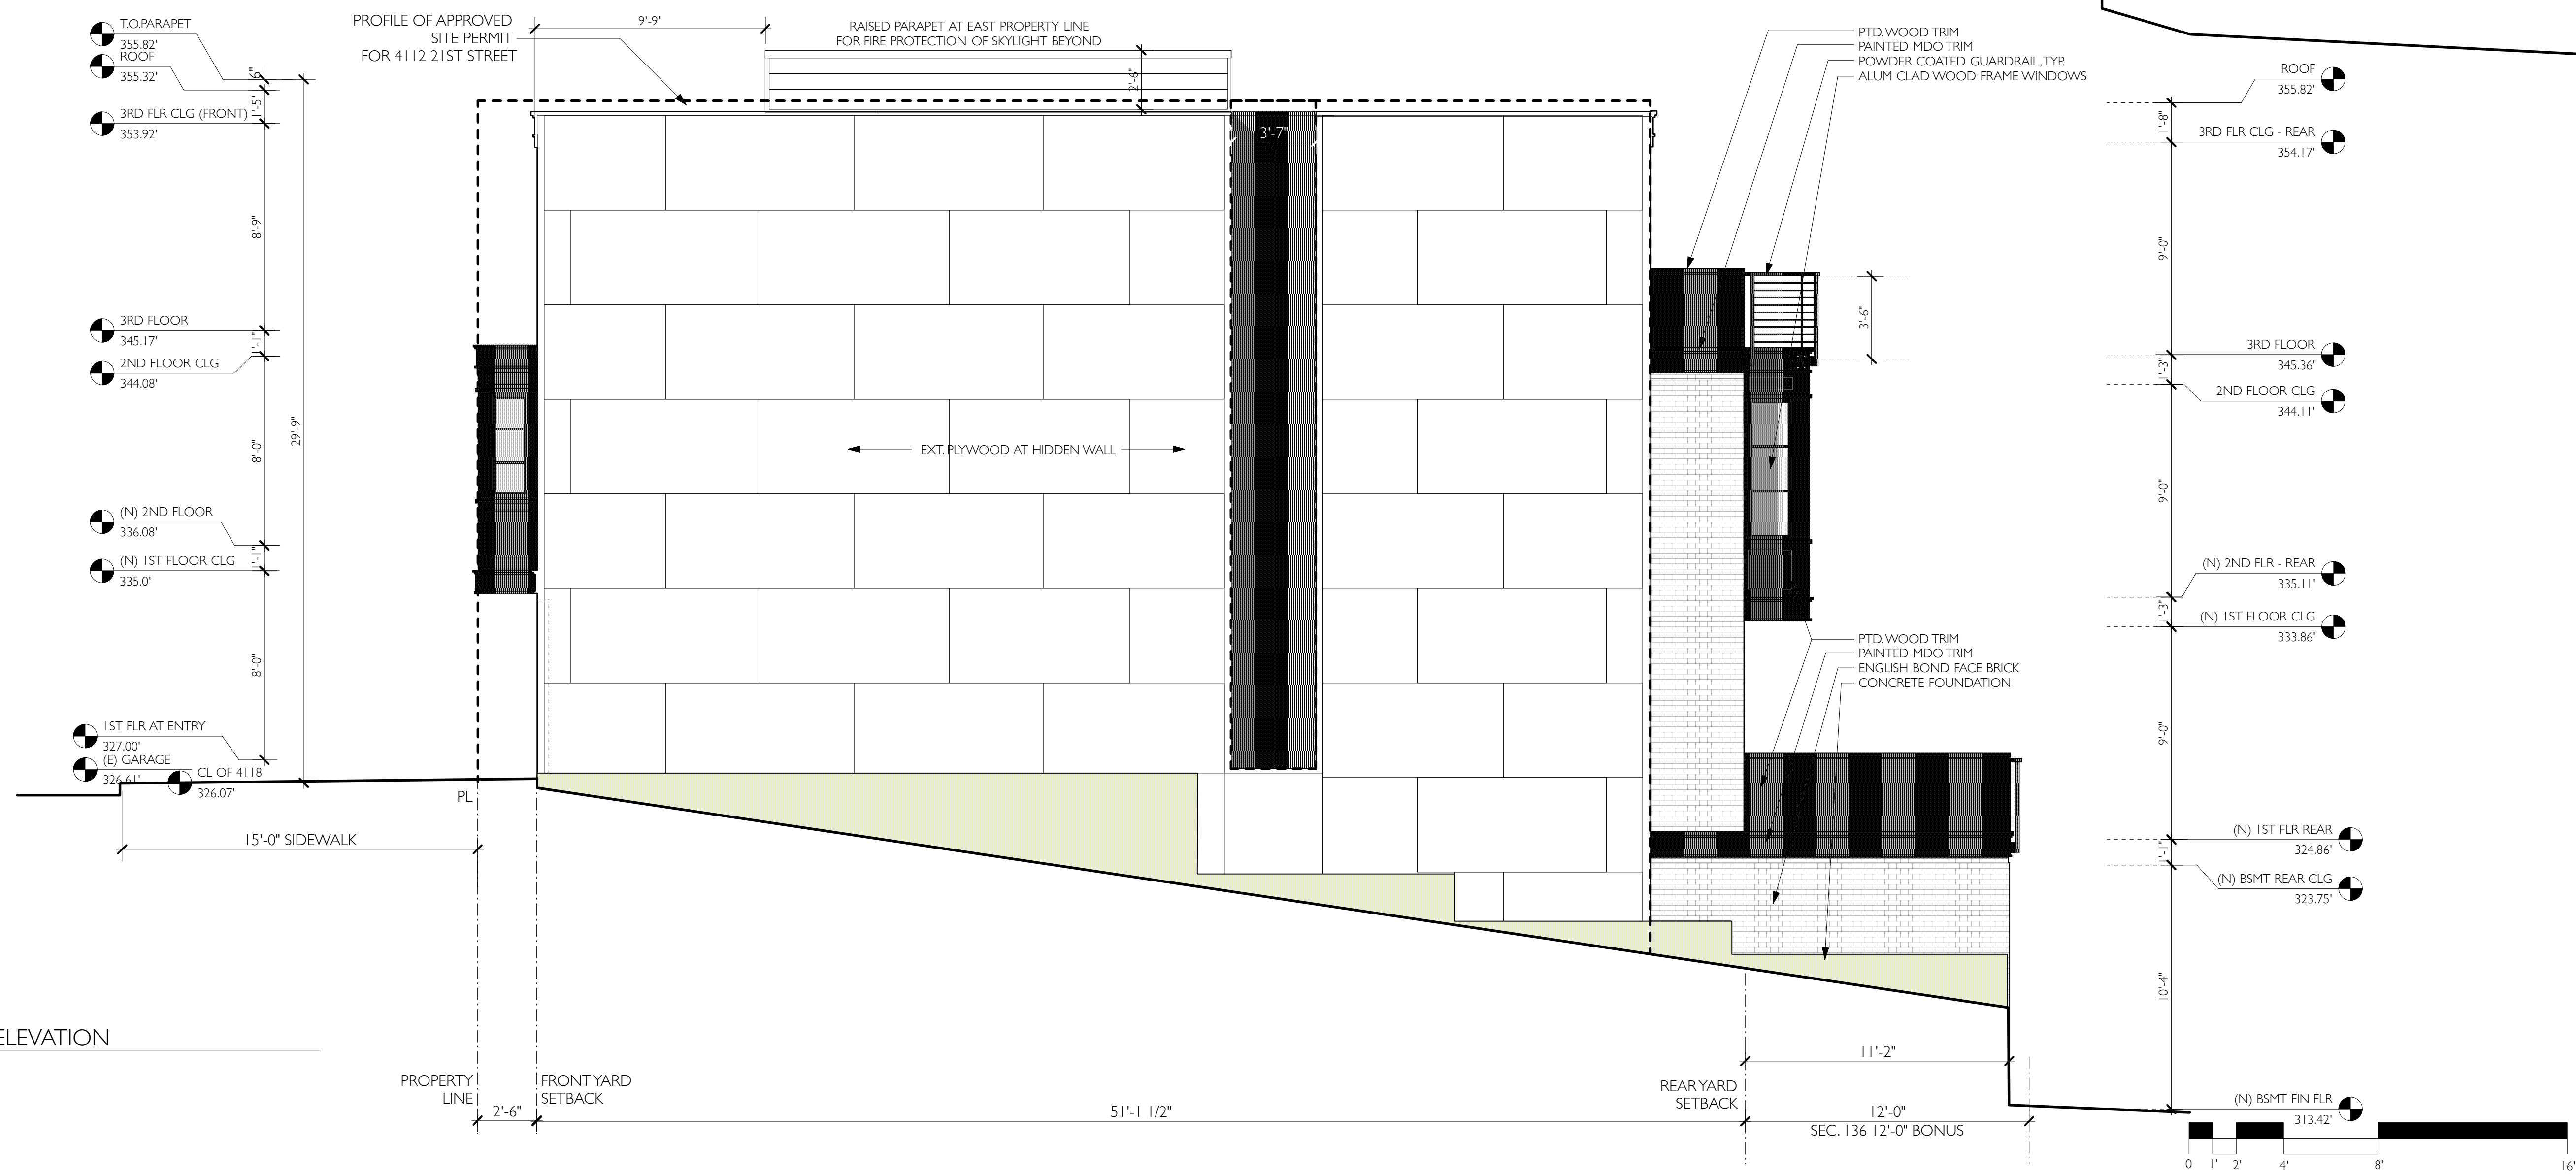 T.O.PARAPET
355.82'
ROOF
355.32'
3RD FLR CLG (FRONT)
353.92'
3RD FLOOR
345.17'
2ND FLOOR CLG
344.08'
(N) 2ND FLOOR
336.08'
(N) 1ST FLOOR CLG
335.0'
1ST FLR AT ENTRY
327.00'
(E) GARAGE
326.61'
CL OF 4118
326.07'
6"
1'-5"
8'-9"
1'-1"
8'-0"
1'-1"
8'-0"
29'-9"
15'-0" SIDEWALK
PL
PROFILE OF APPROVED
SITE PERMIT
FOR 4112 21ST STREET
9'-9"
RAISED PARAPET AT EAST PROPERTY LINE
FOR FIRE PROTECTION OF SKYLIGHT BEYOND
2'-6"
3'-7"
EXT. PLYWOOD AT HIDDEN WALL
PTD. WOOD TRIM
PAINTED MDO TRIM
POWDER COATED GUARDRAIL, TYP.
ALUM CLAD WOOD FRAME WINDOWS
3'-6"
PTD. WOOD TRIM
PAINTED MDO TRIM
ENGLISH BOND FACE BRICK
CONCRETE FOUNDATION
ROOF
355.82'
3RD FLR CLG - REAR
354.17'
3RD FLOOR
345.36'
2ND FLOOR CLG
344.11'
(N) 2ND FLR - REAR
335.11'
(N) 1ST FLOOR CLG
333.86'
(N) 1ST FLR REAR
324.86'
(N) BSMT REAR CLG
323.75'
(N) BSMT FIN FLR
313.42'
1'-8"
9'-0"
1'-3"
9'-0"
1'-3"
9'-0"
1'-1"
10'-4"
ELEVATION
PROPERTY
LINE
FRONT YARD
SETBACK
2'-6"
51'-1 1/2"
REAR YARD
SETBACK
11'-2"
12'-0"
SEC. 136 12'-0" BONUS
0 1' 2' 4' 8' 16'